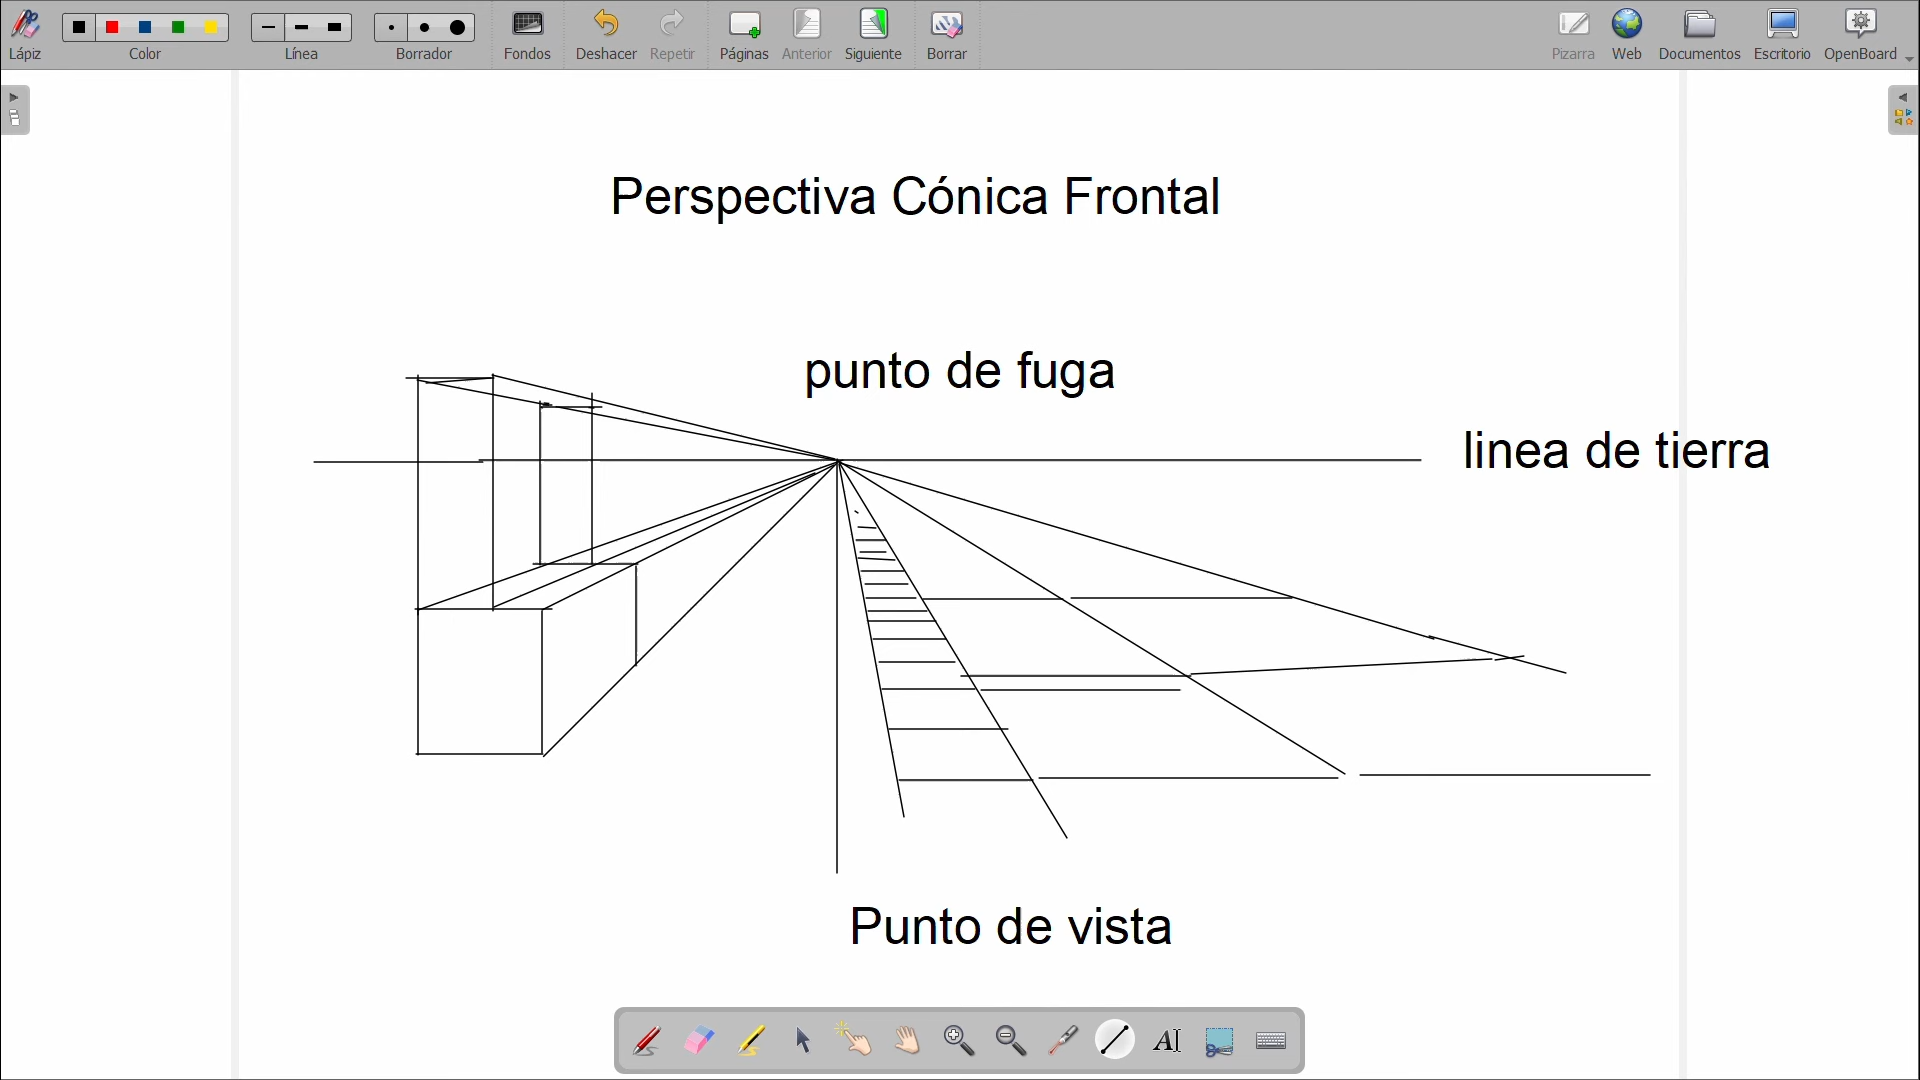 Lápiz
Color
Línea
Borrador
Fondos
Deshacer
Repetir
Páginas
Anterior
Siguiente
Borrar
Pizarra
Web
Documentos
Escritorio
OpenBoard
Perspectiva Cónica Frontal
punto de fuga
linea de tierra
Punto de vista